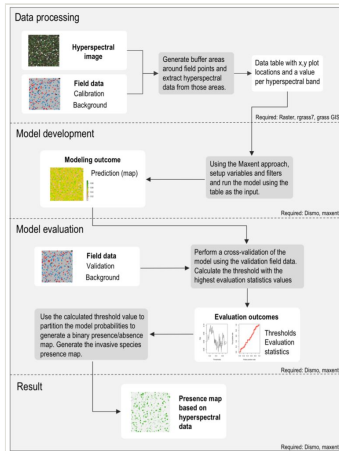 Data processing
Hyperspectral
image
Field data
Calibration
Background
Generate buffer areas
around field points and
extract hyperspectral
data from those areas.
Data table with x,y plot
locations and a value
per hyperspectral band
Required: Raster, rgrass7, grass GIS
Model development
Modeling outcome
Prediction (map)
Using the Maxent approach,
setup variables and filters
and run the model using the
table as the input.
Required: Dismo, maxent
Model evaluation
Field data
Validation
Background
Perform a cross-validation of the
model using the validation field data.
Calculate the threshold with the
highest evaluation statistics values
Use the calculated threshold value to
partition the model probabilities to
generate a binary presence/absence
map. Generate the invasive species
presence map.
Evaluation outcomes
Thresholds
Evaluation
statistics
Required: Dismo, maxent
Result
Presence map
based on
hyperspectral
data
Required: Dismo, maxent